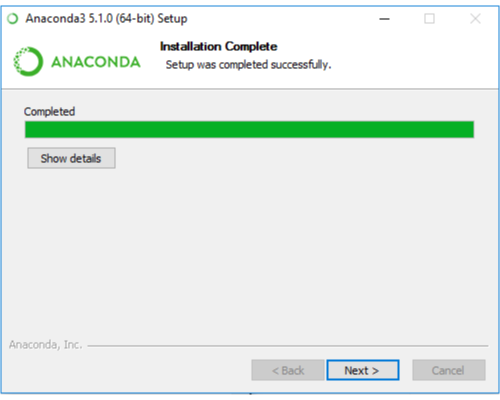 Anaconda3 5.1.0 (64-bit) Setup
ANACONDA
Installation Complete
Setup was completed successfully.
Completed
Show details
Anaconda, Inc.
< Back
Next >
Cancel